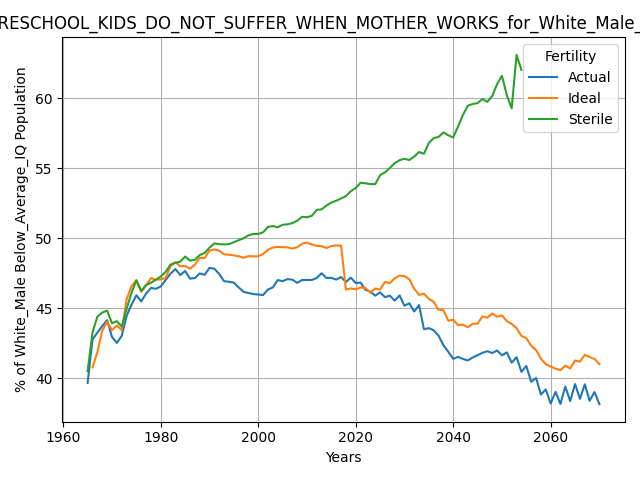 RESCHOOL_KIDS_DO_NOT_SUFFER_WHEN_MOTHER_WORKS_for_White_Male_
Fertility
Actual
Ideal
Sterile
% of White_Male Below_Average_IQ Population
60
55
50
45
40
1960
1980
2000
2020
2040
2060
Years